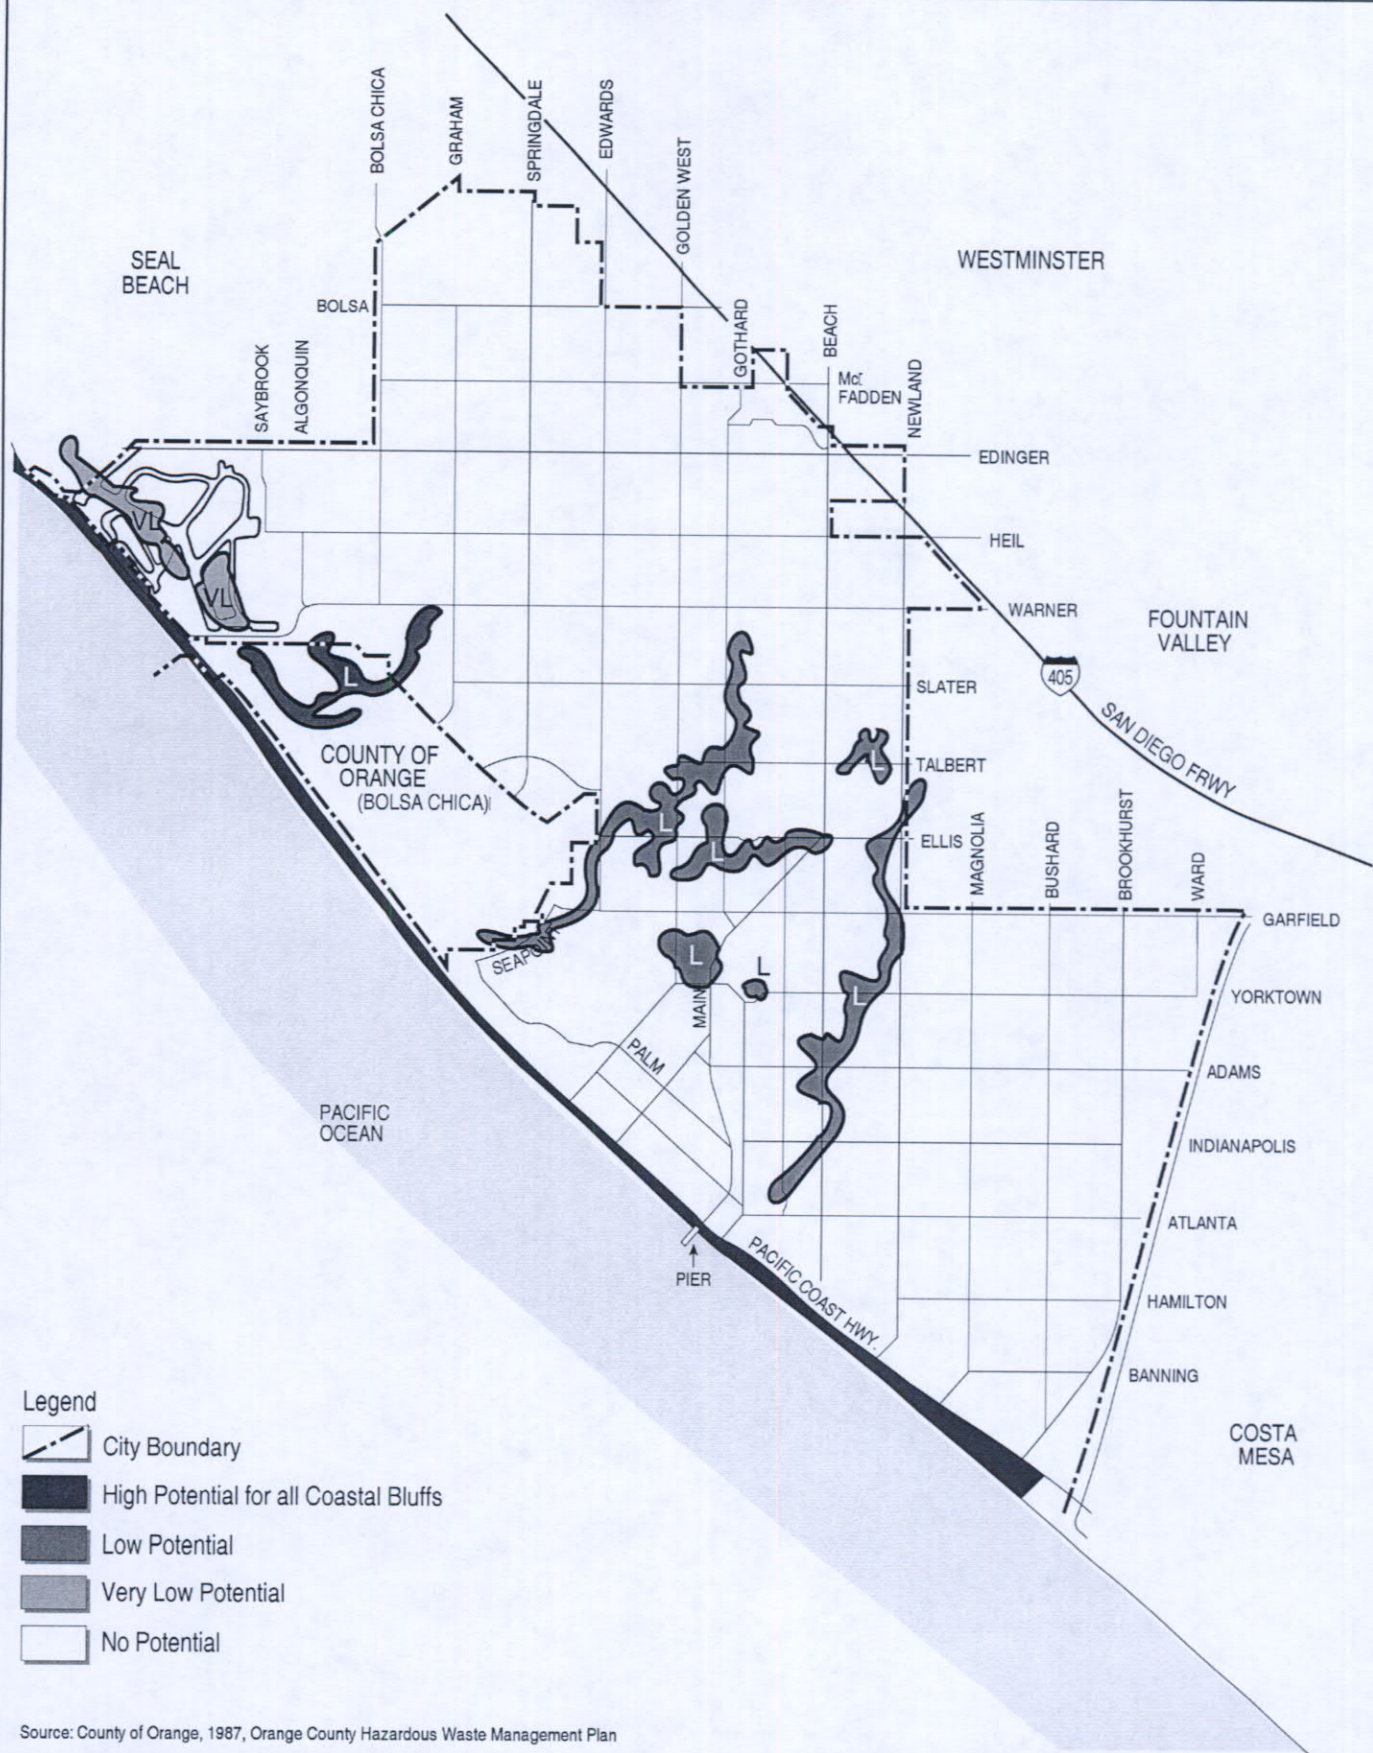 BOLSA CHICA
GRAHAM
SPRINGDALE
EDWARDS
GOLDEN WEST
SEAL
BEACH
WESTMINSTER
BOLSA
GOTHARD
BEACH
SAYBROOK
ALGONQUIN
FADDEN
NEWLAND
EDINGER
VL
HEIL
VL
WARNER
FOUNTAIN
VALLEY
L
405
SLATER
SAN DIEGO FRWY
COUNTY OF
ORANGE
(BOLSA CHICA)
L
TALBERT
L
L
ELLIS
MAGNOLIA
BUSHARD
BROOKHURST
WARD
GARFIELD
SEAPOINT
L
L
L
MAIN
YORKTOWN
PALM
ADAMS
PACIFIC
OCEAN
INDIANAPOLIS
ATLANTA
PIER
PACIFIC COAST HWY.
HAMILTON
BANNING
COSTA
MESA
Legend
City Boundary
High Potential for all Coastal Bluffs
Low Potential
Very Low Potential
No Potential
Source: County of Orange, 1987, Orange County Hazardous Waste Management Plan